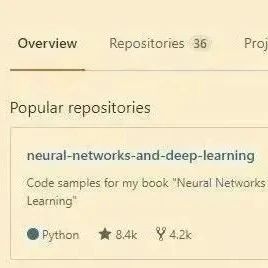 Overview Repositories 36 Proj
Popular repositories
neural-networks-and-deep-learning
Code samples for my book "Neural Networks
Learning"
Python 8.4k 4.2k